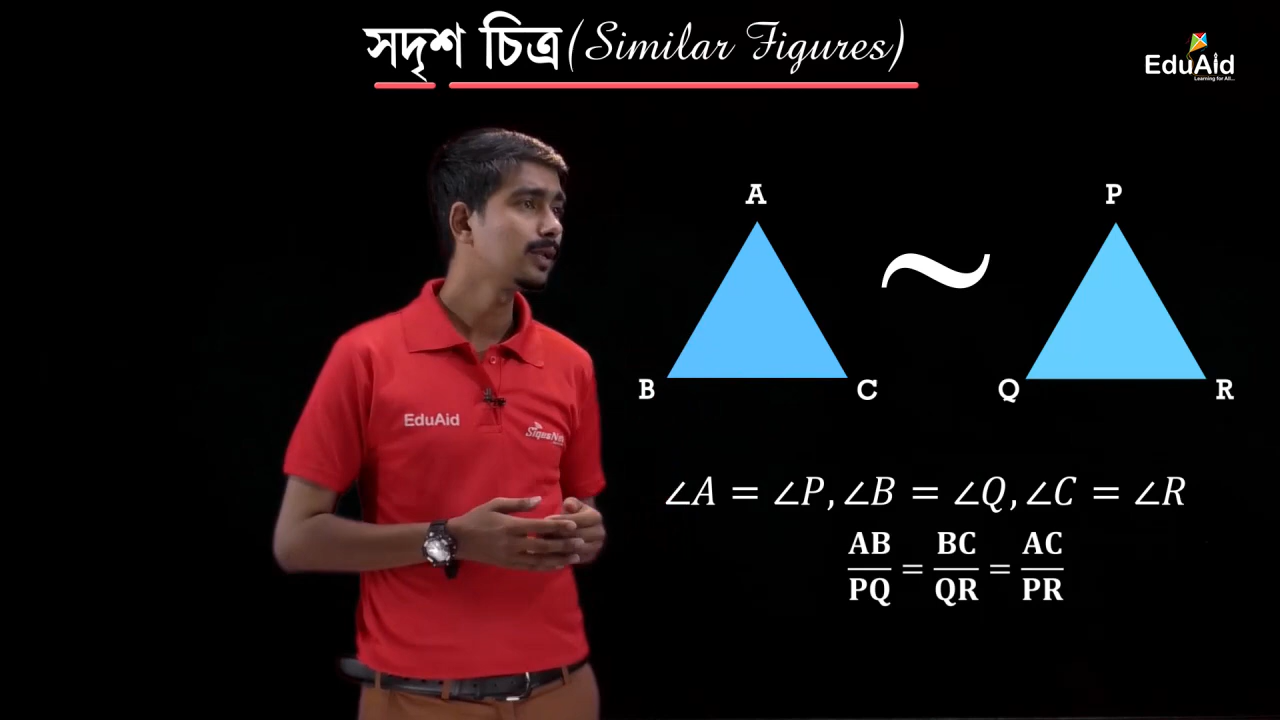 সদৃশ চিত্র(Similar Figures)
EduAid
Learning for All...
A
P
~
B
C
Q
R
EduAid
∠A = ∠P, ∠B = ∠Q, ∠C = ∠R
AB/PQ = BC/QR = AC/PR